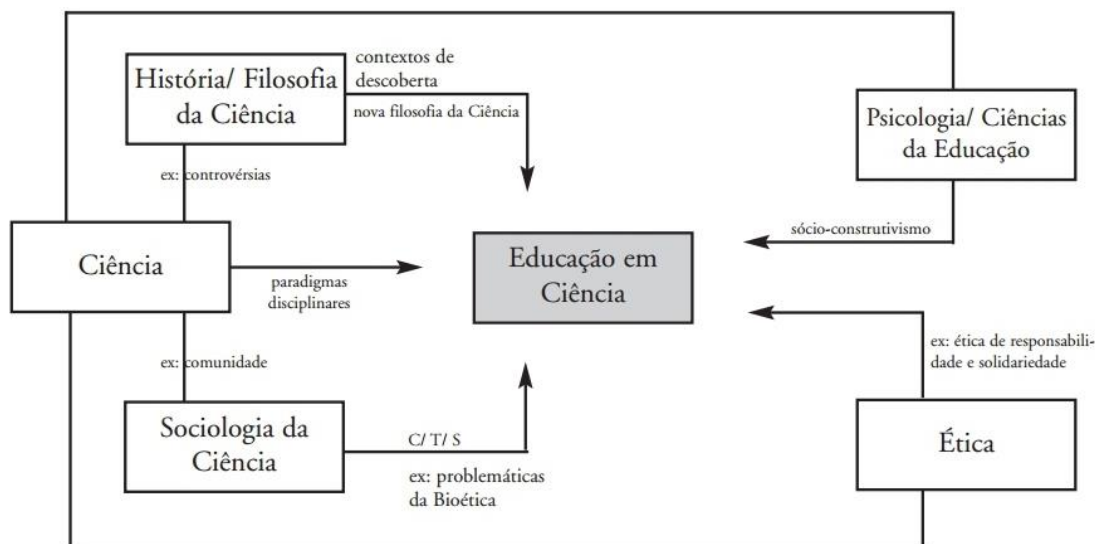 História/ Filosofia
da Ciência
contextos de
descoberta
nova filosofia da Ciência
Psicologia/ Ciências
da Educação
ex: controvérsias
sócio-construtivismo
Ciência
paradigmas
disciplinares
Educação em
Ciência
ex: comunidade
ex: ética de responsabili-
dade e solidariedade
Sociologia da
Ciência
C/ T/ S
ex: problemáticas
da Bioética
Ética